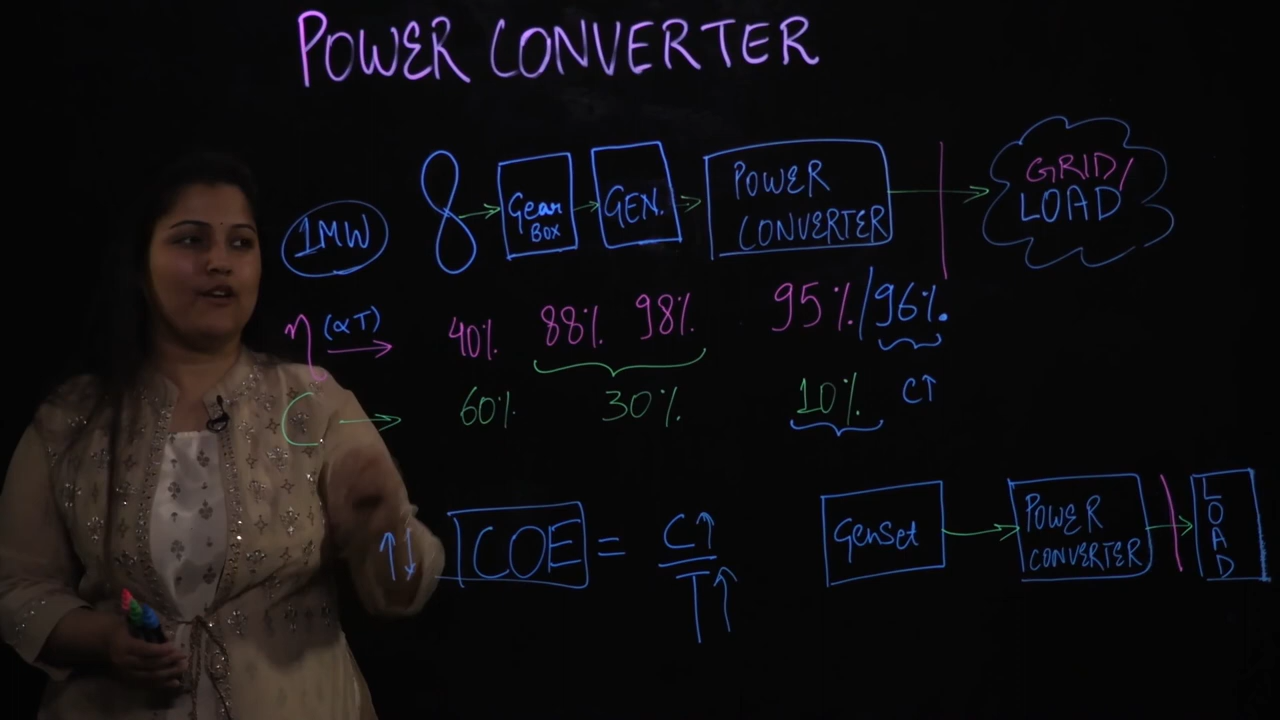 POWER CONVERTER
1MW
Gear BOX
GEN.
POWER CONVERTER
GRID/ LOAD
η (αT) → 40% 88% 98% 95% / 96%.
C → 60% 30% 10% C↑
↑↓ COE = C↑ / T↑
GenSet → POWER CONVERTER → LOAD